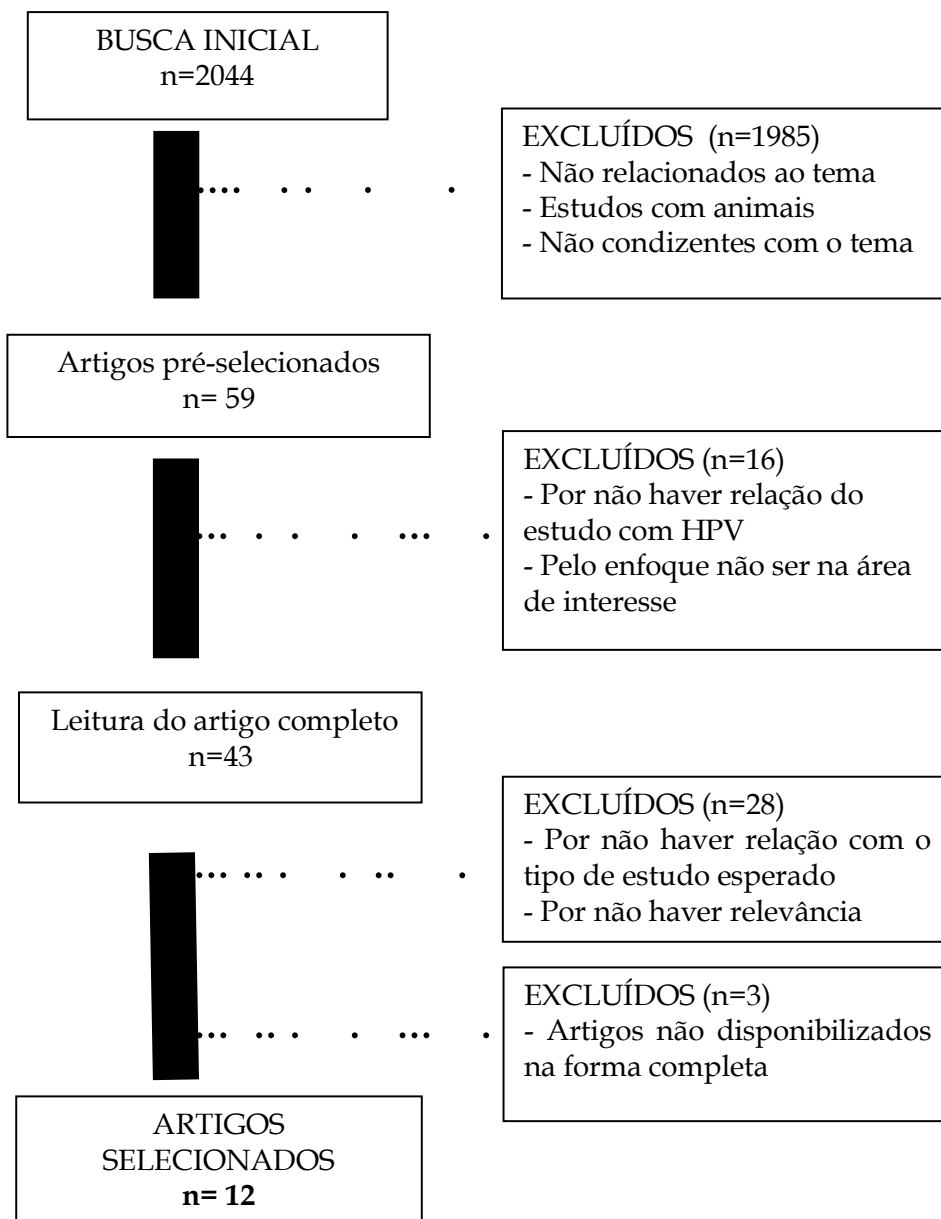 BUSCA INICIAL
n=2044
EXCLUÍDOS (n=1985)
- Não relacionados ao tema
- Estudos com animais
- Não condizentes com o tema
Artigos pré-selecionados
n= 59
EXCLUÍDOS (n=16)
- Por não haver relação do
estudo com HPV
- Pelo enfoque não ser na área
de interesse
Leitura do artigo completo
n=43
EXCLUÍDOS (n=28)
- Por não haver relação com o
tipo de estudo esperado
- Por não haver relevância
EXCLUÍDOS (n=3)
- Artigos não disponibilizados
na forma completa
ARTIGOS
SELECIONADOS
n= 12